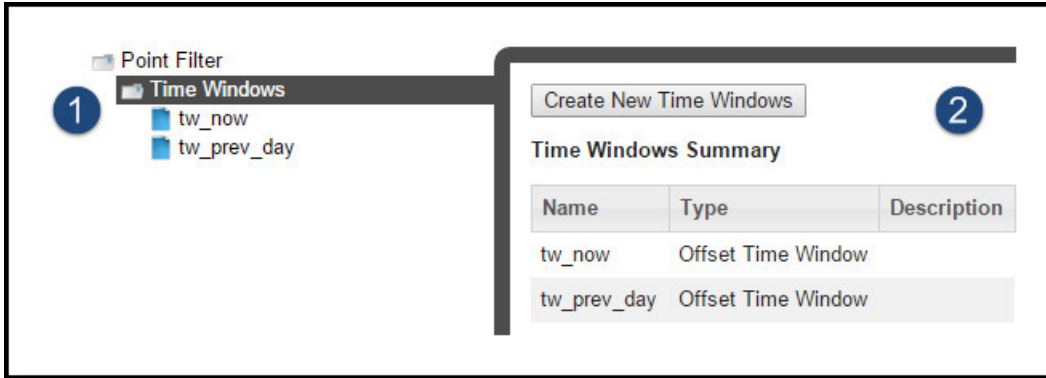 Point Filter
Time Windows
1
tw_now
tw_prev_day
Create New Time Windows
2
Time Windows Summary
Name Type Description
tw_now Offset Time Window
tw_prev_day Offset Time Window